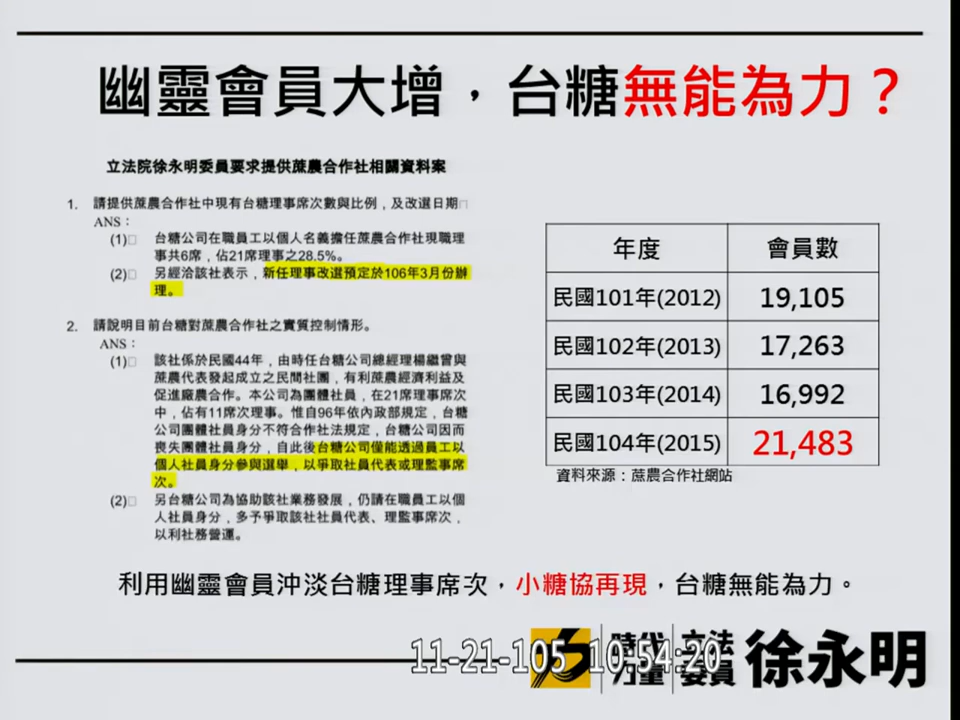 幽靈會員大增，台糖無能為力？
立法院徐永明委員要求提供蔗農合作社相關資料案
1. 請提供蔗農合作社中現有台糖理事席次數與比例，及改選日期
ANS：
(1) 台糖公司在職員工以個人名義擔任蔗農合作社現職理
事共6席，佔21席理事之28.5%。
(2) 另經洽該社表示，新任理事改選預定於106年3月份辦
理。
2. 請說明目前台糖對蔗農合作社之實質控制情形。
ANS：
(1) 該社係於民國44年，由時任台糖公司總經理楊繼曾與
蔗農代表發起成立之民間社團，有利蔗農經濟利益及
促進廠農合作。本公司為團體社員，在21席理事席次
中，佔有11席次理事。惟自96年依內政部規定，台糖
公司團體社員身分不符合作社法規定，台糖公司因而
喪失團體社員身分，自此後台糖公司僅能透過員工以
個人社員身分參與選舉，以爭取社員代表或理監事席
次。
(2) 另台糖公司為協助該社業務發展，仍請在職員工以個
人社員身分，多予爭取該社社員代表、理監事席次，
以利社務營運。
年度 會員數
民國101年(2012) 19,105
民國102年(2013) 17,263
民國103年(2014) 16,992
民國104年(2015) 21,483
資料來源：蔗農合作社網站
利用幽靈會員沖淡台糖理事席次，小糖協再現，台糖無能為力。
11-21-105 10:54:20
時代力量 立法委員 徐永明